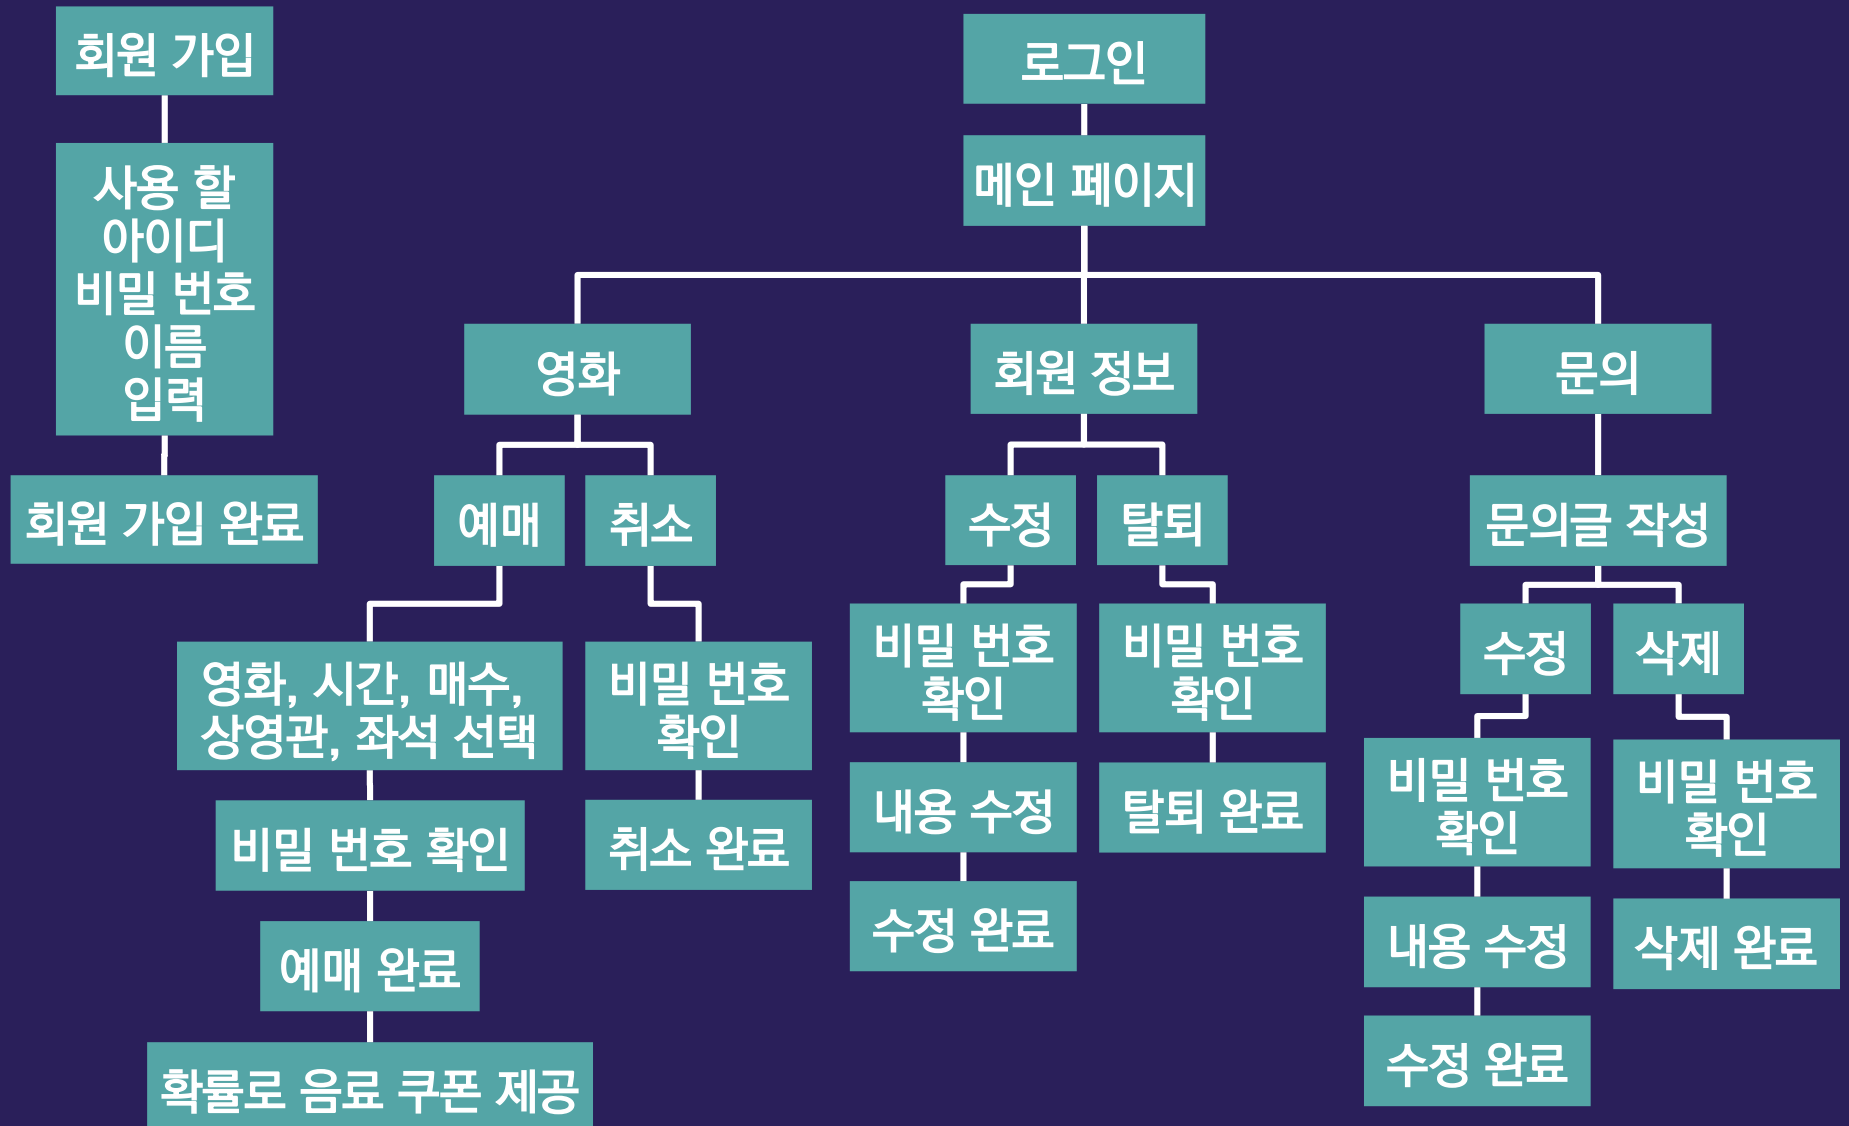 회원 가입
사용 할
아이디
비밀 번호
이름
입력
회원 가입 완료
로그인
메인 페이지
영화
예매
영화, 시간, 매수,
상영관, 좌석 선택
비밀 번호 확인
예매 완료
확률로 음료 쿠폰 제공
취소
비밀 번호
확인
취소 완료
회원 정보
수정
비밀 번호
확인
내용 수정
수정 완료
탈퇴
비밀 번호
확인
탈퇴 완료
문의
문의글 작성
수정
비밀 번호
확인
내용 수정
수정 완료
삭제
비밀 번호
확인
삭제 완료